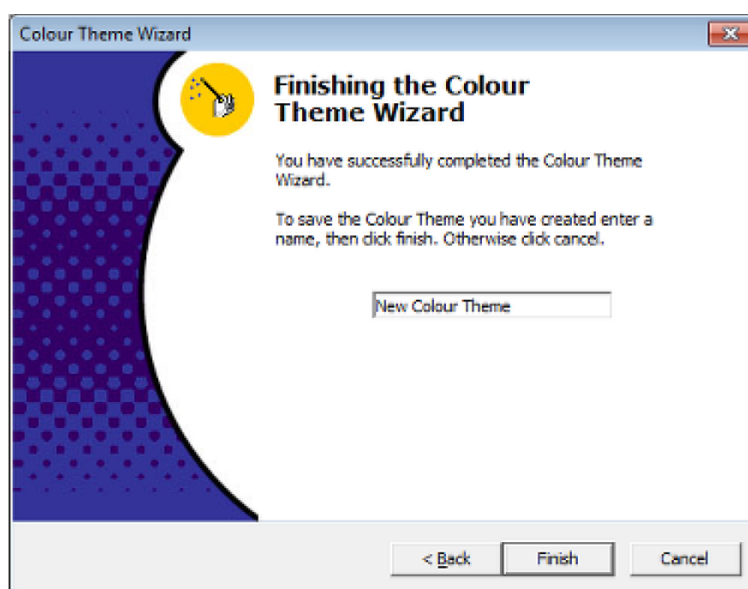 Colour Theme Wizard
Finishing the Colour
Theme Wizard
You have successfully completed the Colour Theme
Wizard.
To save the Colour Theme you have created enter a
name, then click finish. Otherwise click cancel.
New Colour Theme
< Back
Finish
Cancel